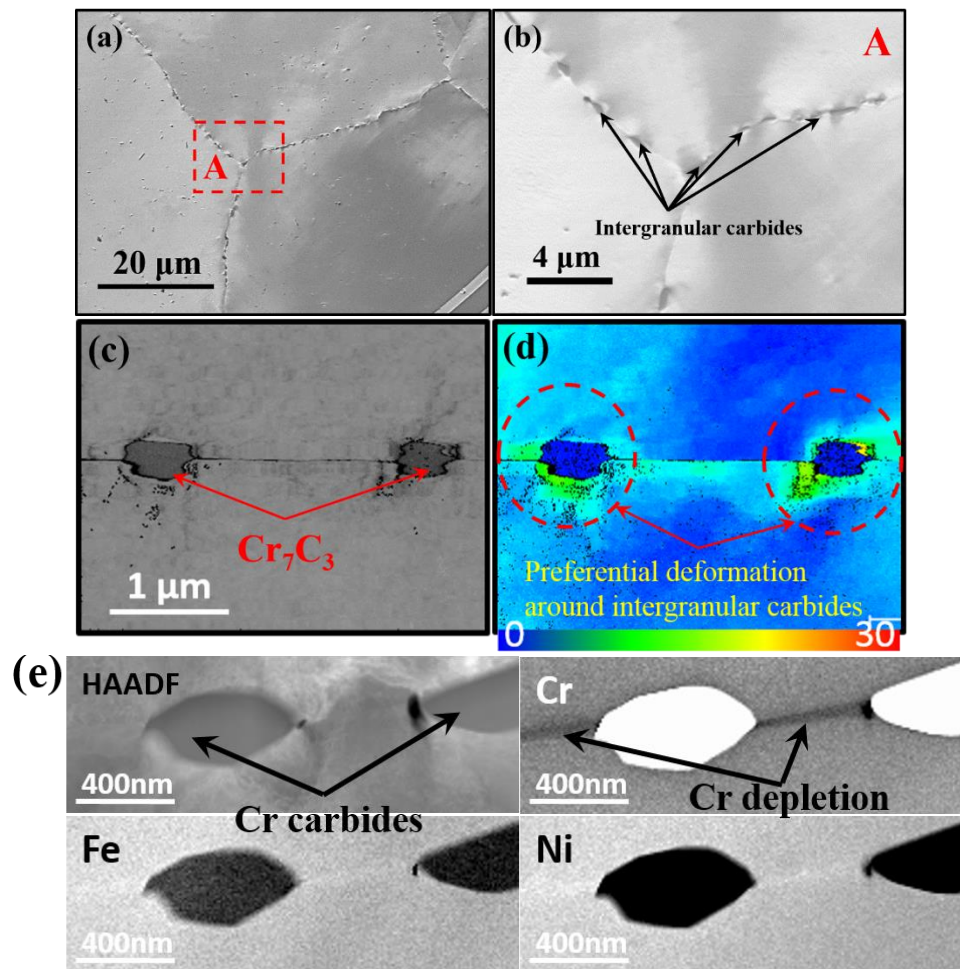 (a)
A
20 μm
(b)
A
Intergranular carbides
4 μm
(c)
Cr₇C₃
1 μm
(d)
Preferential deformation
around intergranular carbides
0
30
(e)
HAADF
400nm
Cr carbides
Cr
400nm
Cr depletion
Fe
400nm
Ni
400nm